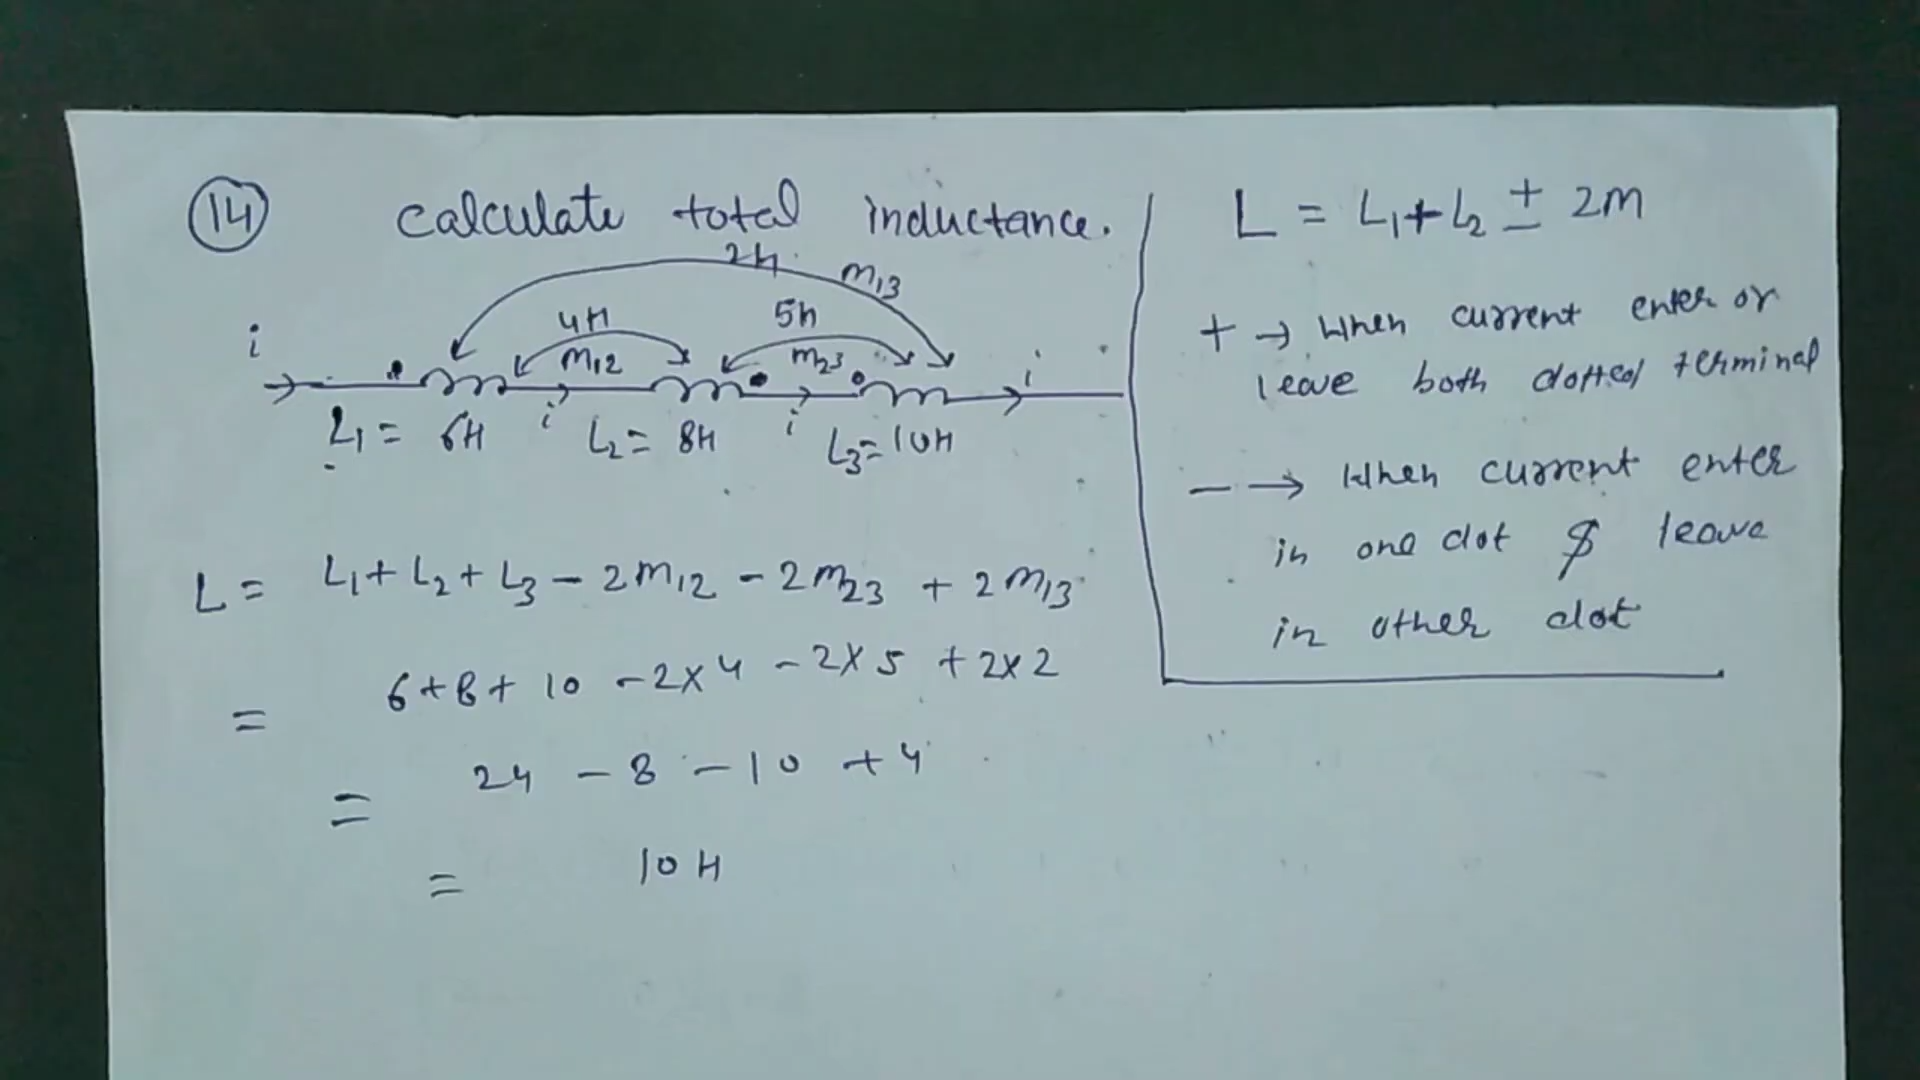 14 calculate total inductance.
2h m13
4H 5h
i m12 m23 i
L1 = 6H i L2 = 8H i L3 = 10H
L = L1 + L2 + L3 - 2m12 - 2m23 + 2m13
= 6 + 8 + 10 - 2x4 - 2x5 + 2x2
= 24 - 8 - 10 + 4
= 10 H
L = L1 + L2 ± 2m
+ → When current enter or
leave both dotted terminal
- → When current enter
in one dot $ leave
in other dot